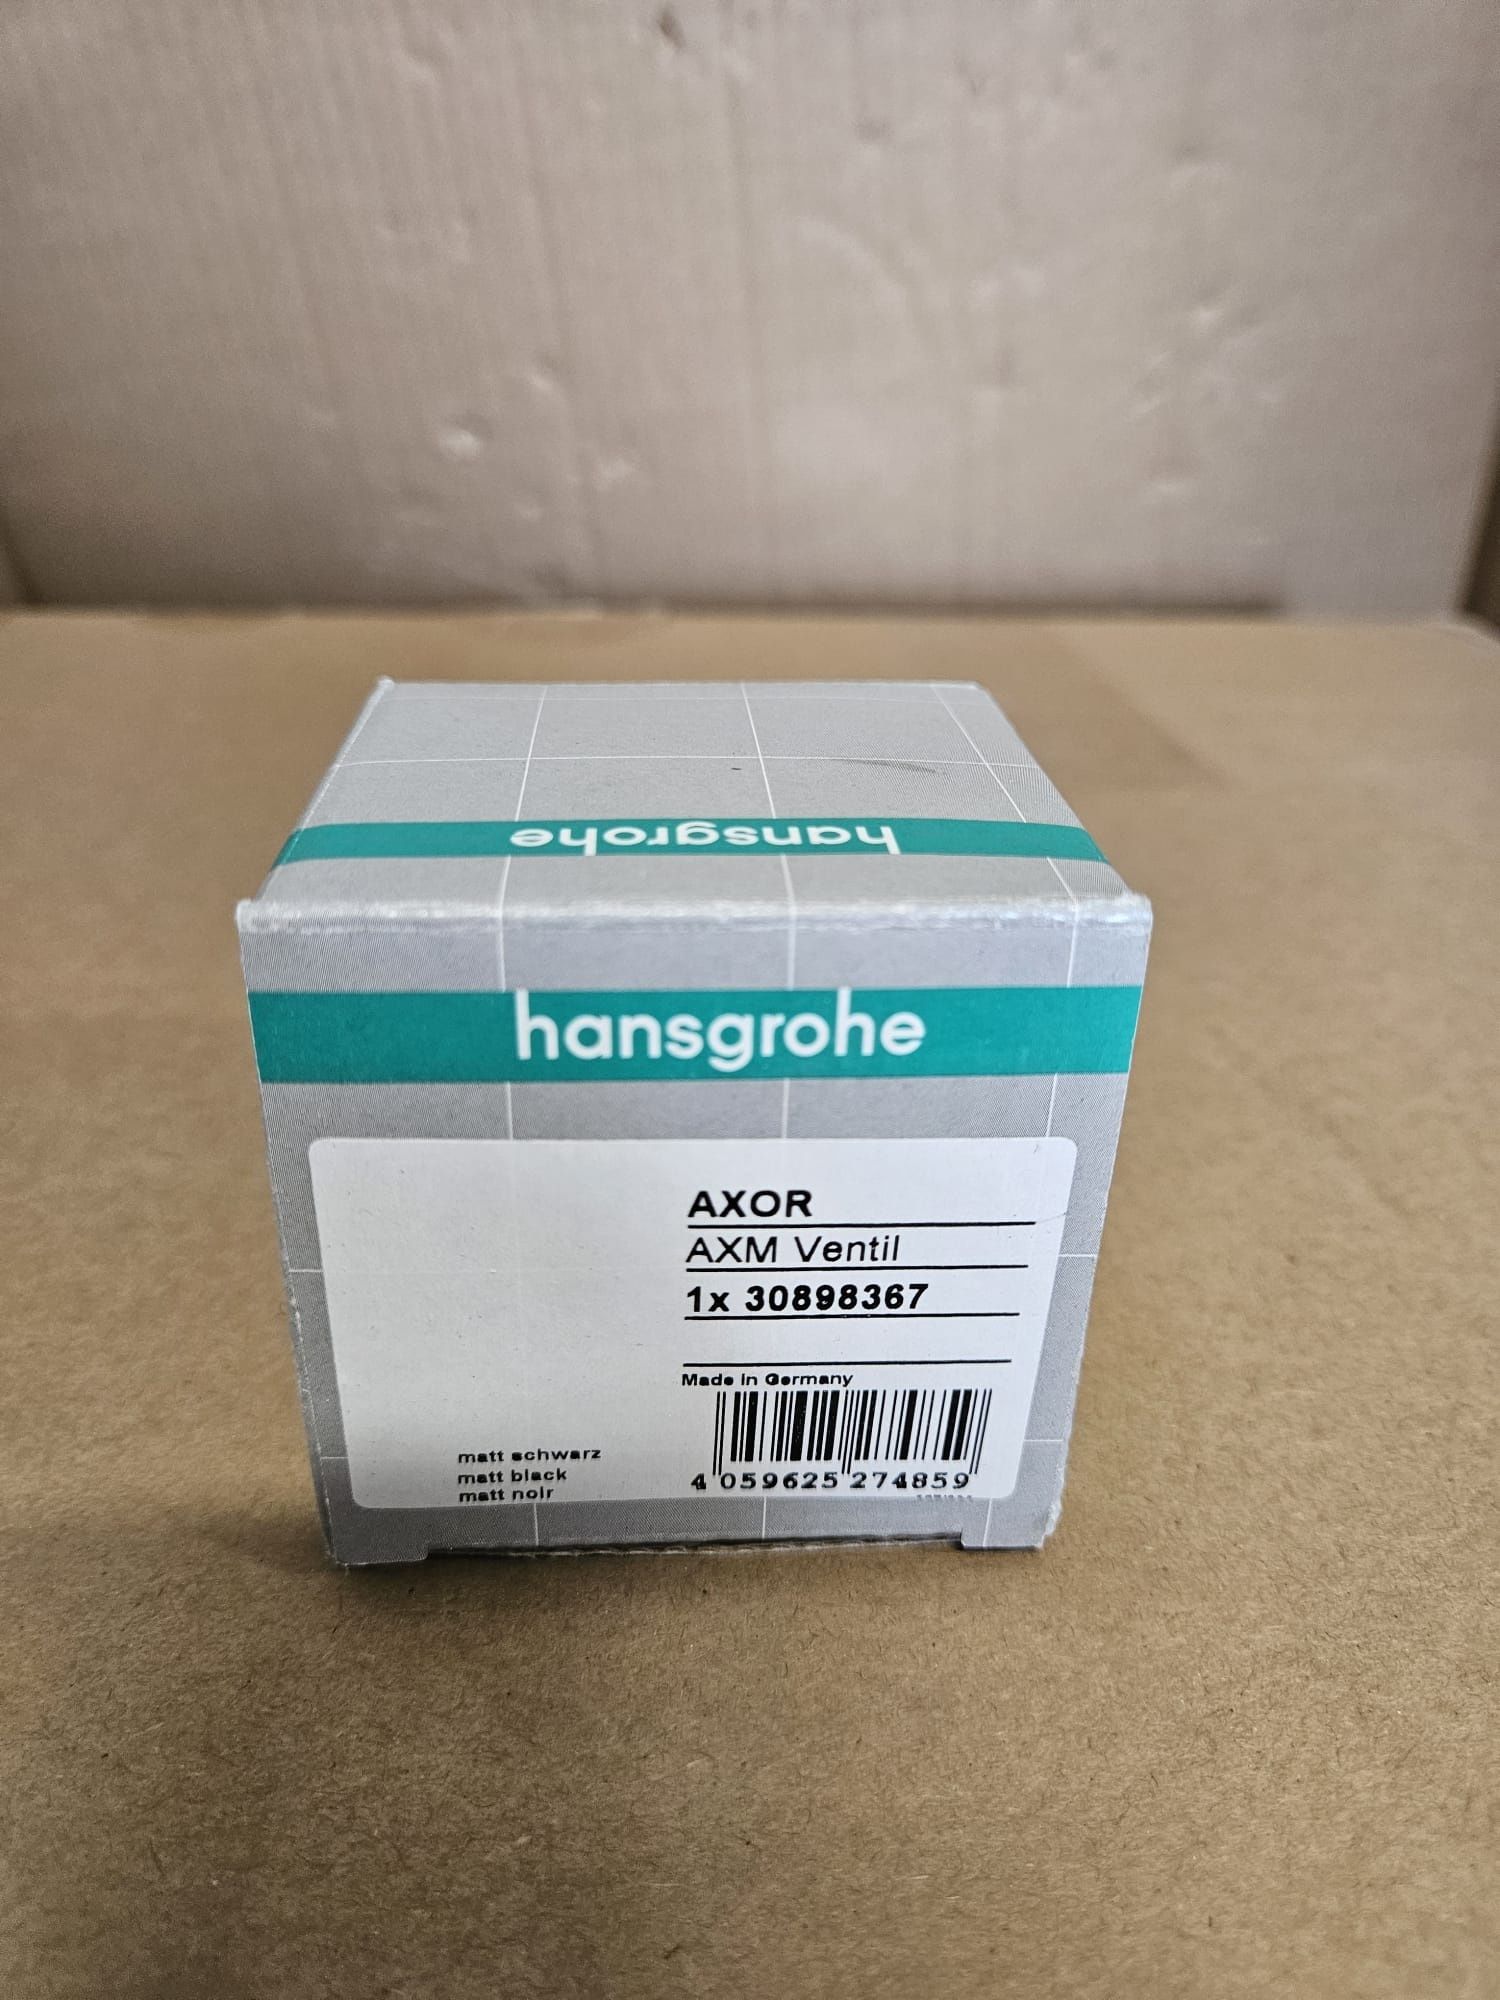 hansgrohe
hansgrohe
AXOR
AXM Ventil
1x 30898367
Made in Germany
matt schwarz
matt black
matt noir
4 059625 274859